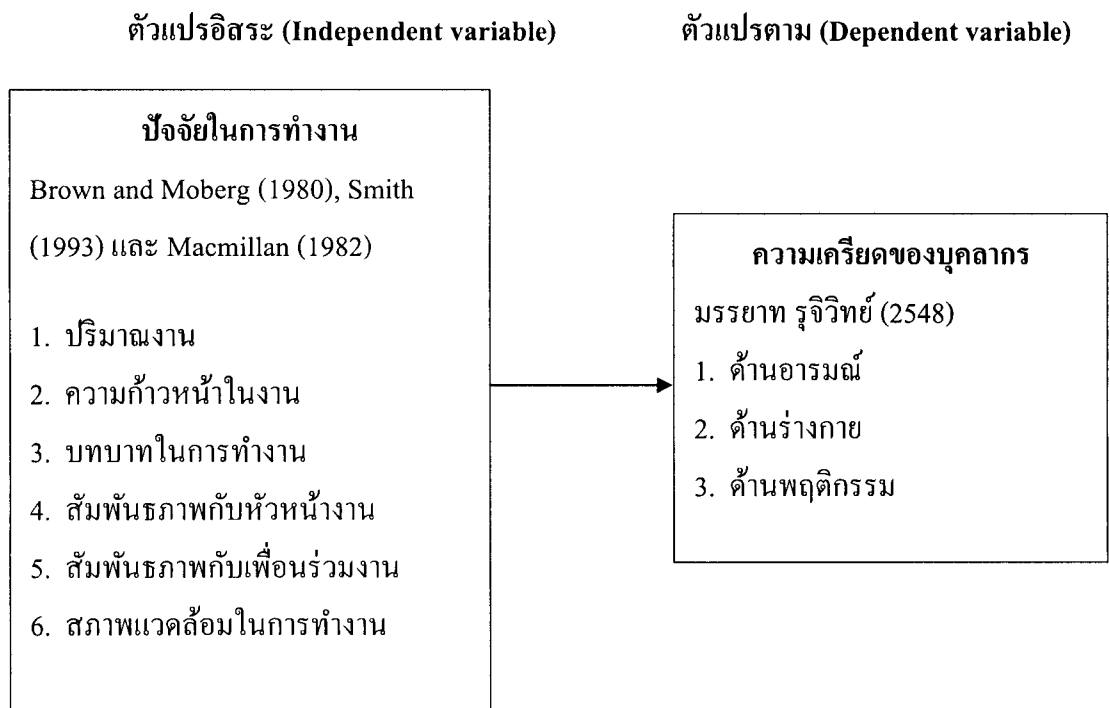 ตัวแปรอิสระ (Independent variable)
ตัวแปรตาม (Dependent variable)
ปัจจัยในการทำงาน
Brown and Moberg (1980), Smith
(1993) และ Macmillan (1982)
1. ปริมาณงาน
2. ความก้าวหน้าในงาน
3. บทบาทในการทำงาน
4. สัมพันธภาพกับหัวหน้างาน
5. สัมพันธภาพกับเพื่อนร่วมงาน
6. สภาพแวดล้อมในการทำงาน
ความเครียดของบุคลากร
มรรยาท รุจิวิทย์ (2548)
1. ด้านอารมณ์
2. ด้านร่างกาย
3. ด้านพฤติกรรม